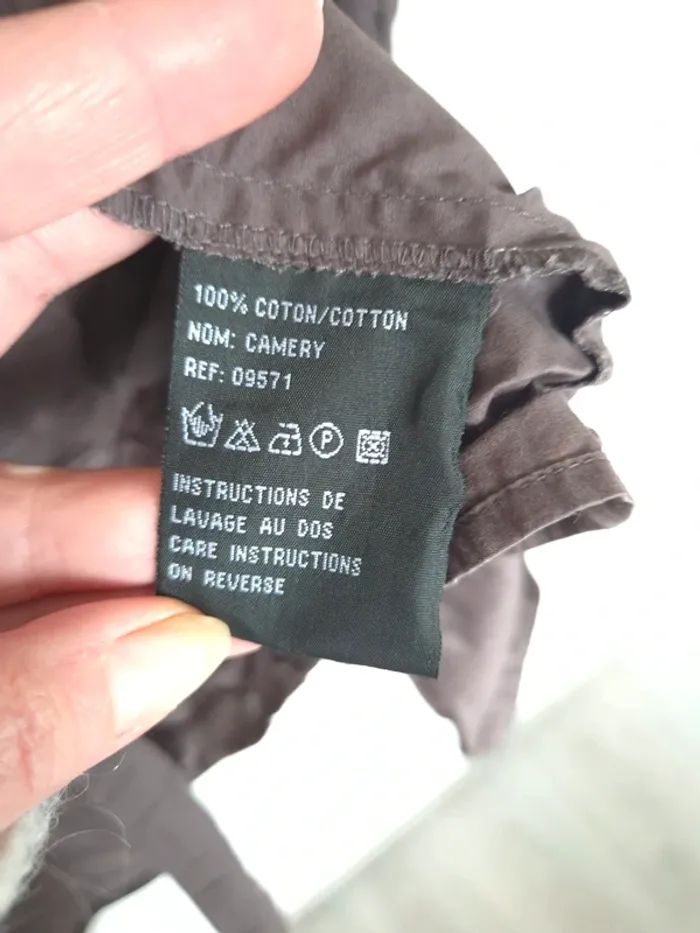 100% COTON/COTTON
NOM: CAMERY
REF: 09571
P
INSTRUCTIONS DE
LAVAGE AU DOS
CARE INSTRUCTIONS
ON REVERSE